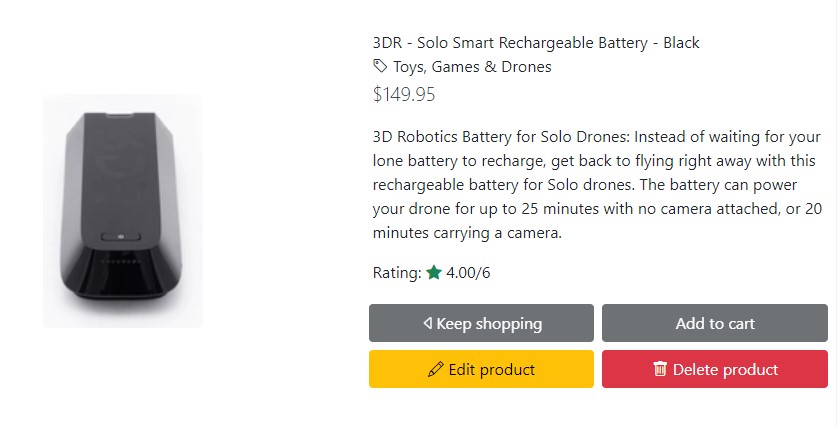 3DR - Solo Smart Rechargeable Battery - Black
Toys, Games & Drones
$149.95
3D Robotics Battery for Solo Drones: Instead of waiting for your
lone battery to recharge, get back to flying right away with this
rechargeable battery for Solo drones. The battery can power
your drone for up to 25 minutes with no camera attached, or 20
minutes carrying a camera.
Rating: 4.00/6
Keep shopping
Add to cart
Edit product
Delete product